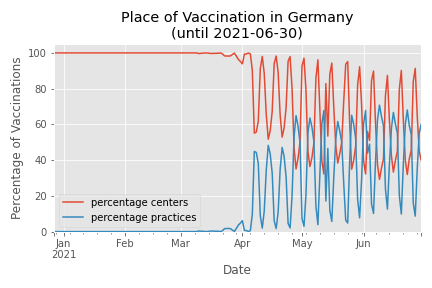 Place of Vaccination in Germany
(until 2021-06-30)
Percentage of Vaccinations
100
80
60
40
20
0
percentage centers
percentage practices
Jan
2021
Feb
Mar
Apr
May
Jun
Date